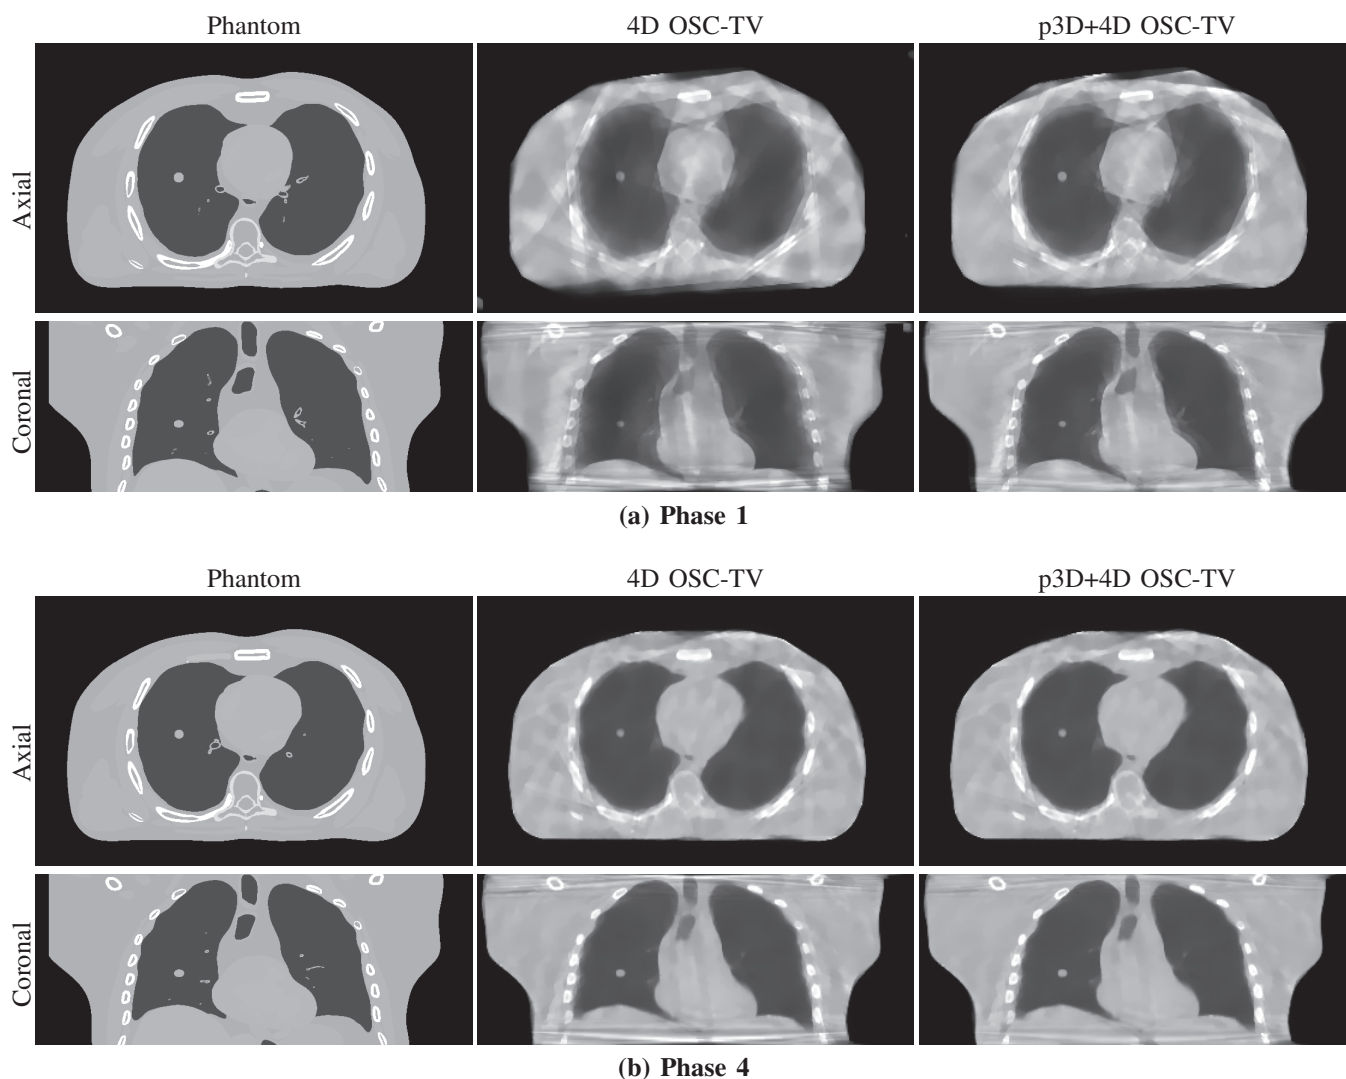 Phantom
4D OSC-TV
p3D+4D OSC-TV
Axial
Coronal
(a) Phase 1
Phantom
4D OSC-TV
p3D+4D OSC-TV
Axial
Coronal
(b) Phase 4